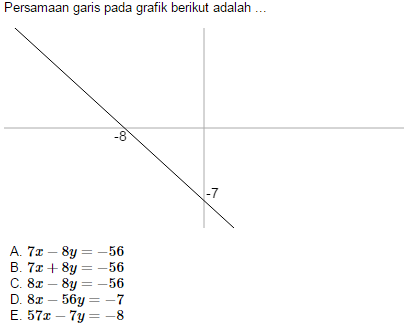 Persamaan garis pada grafik berikut adalah ...
-8
-7
A. 7x − 8y = −56
B. 7x + 8y = −56
C. 8x − 8y = −56
D. 8x − 56y = −7
E. 57x − 7y = −8